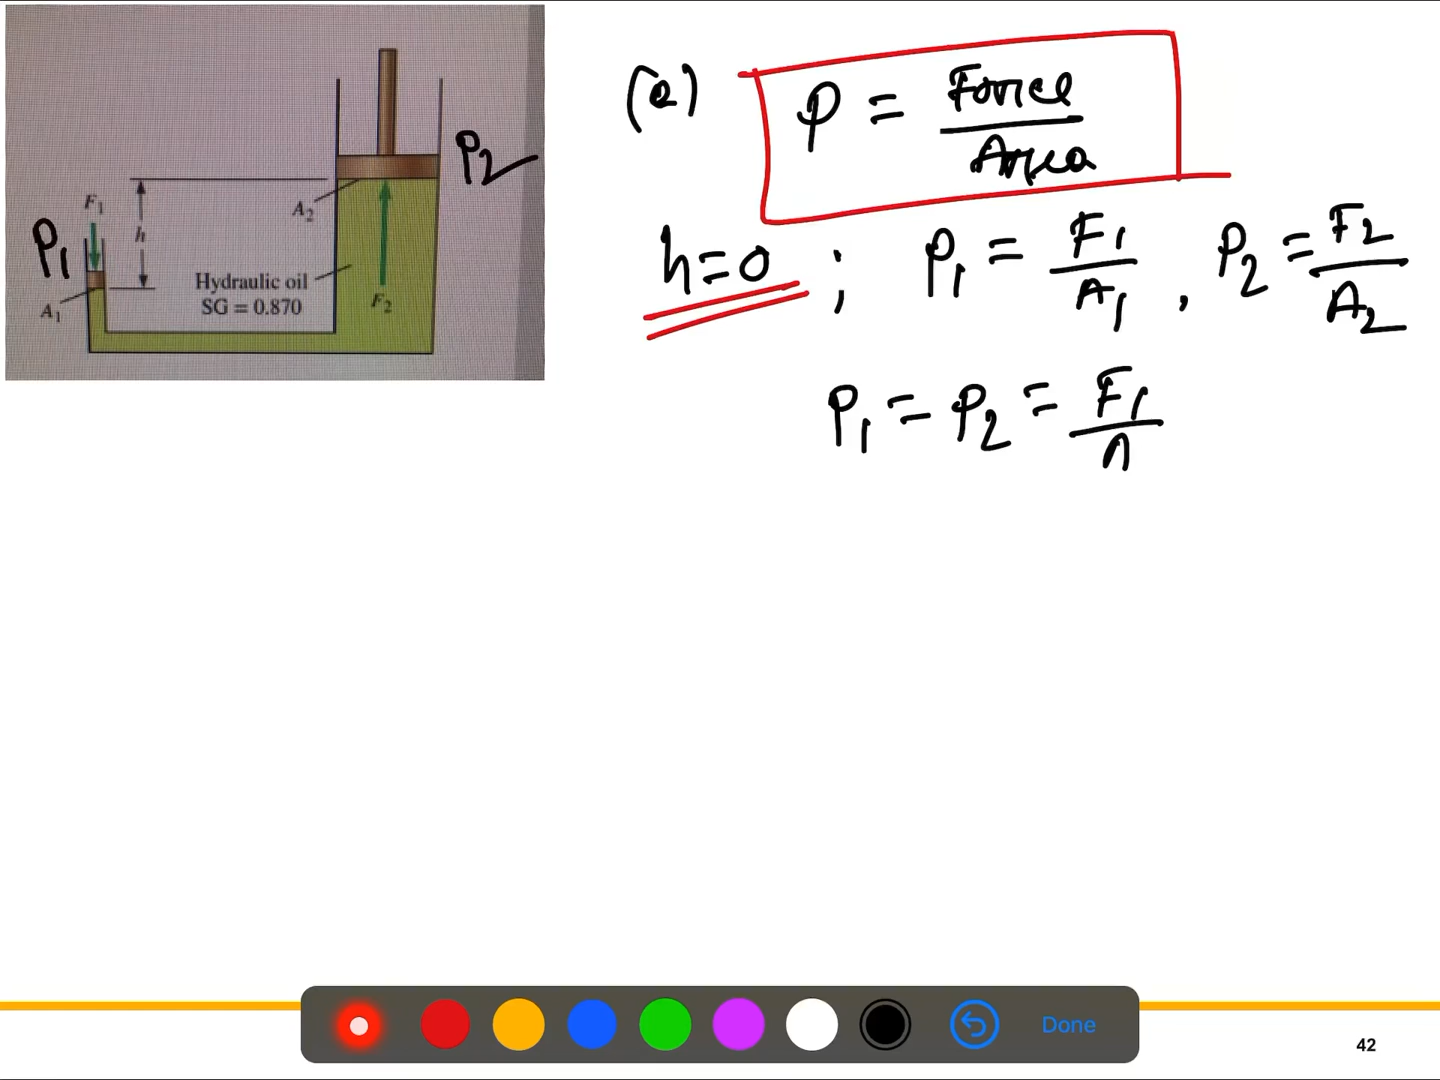 (a) P = Force / Area
h=0 ; P₁ = F₁ / A₁ , P₂ = F₂ / A₂
P₁ = P₂ = F₁ / A
P₂
F₁
A₂
P₁
h
Hydraulic oil
SG = 0.870
F₂
A₁
Done
42